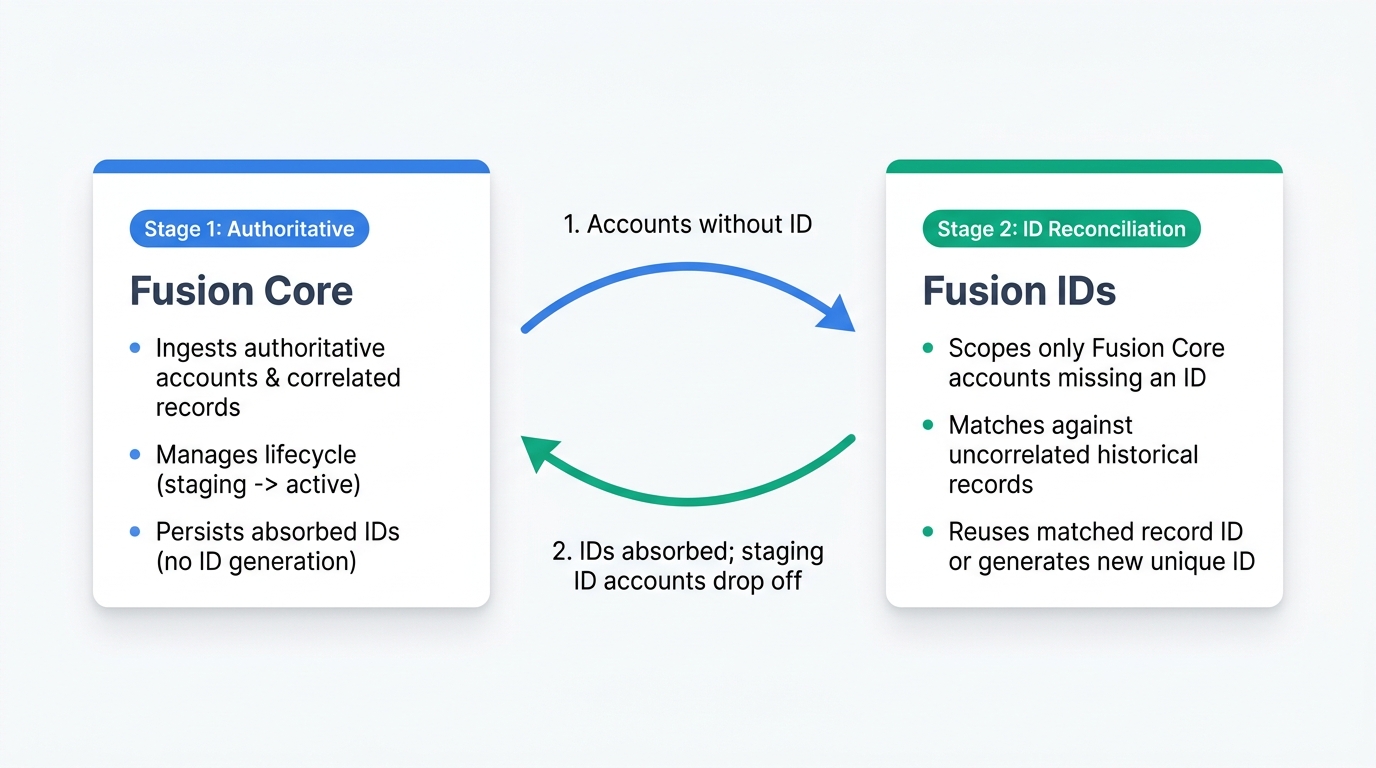 Stage 1: Authoritative
Fusion Core
Ingests authoritative
accounts & correlated
records
Manages lifecycle
(staging -> active)
Persists absorbed IDs
(no ID generation)
1. Accounts without ID
2. IDs absorbed; staging
ID accounts drop off
Stage 2: ID Reconciliation
Fusion IDs
Scopes only Fusion Core
accounts missing an ID
Matches against
uncorrelated historical
records
Reuses matched record ID
or generates new unique ID